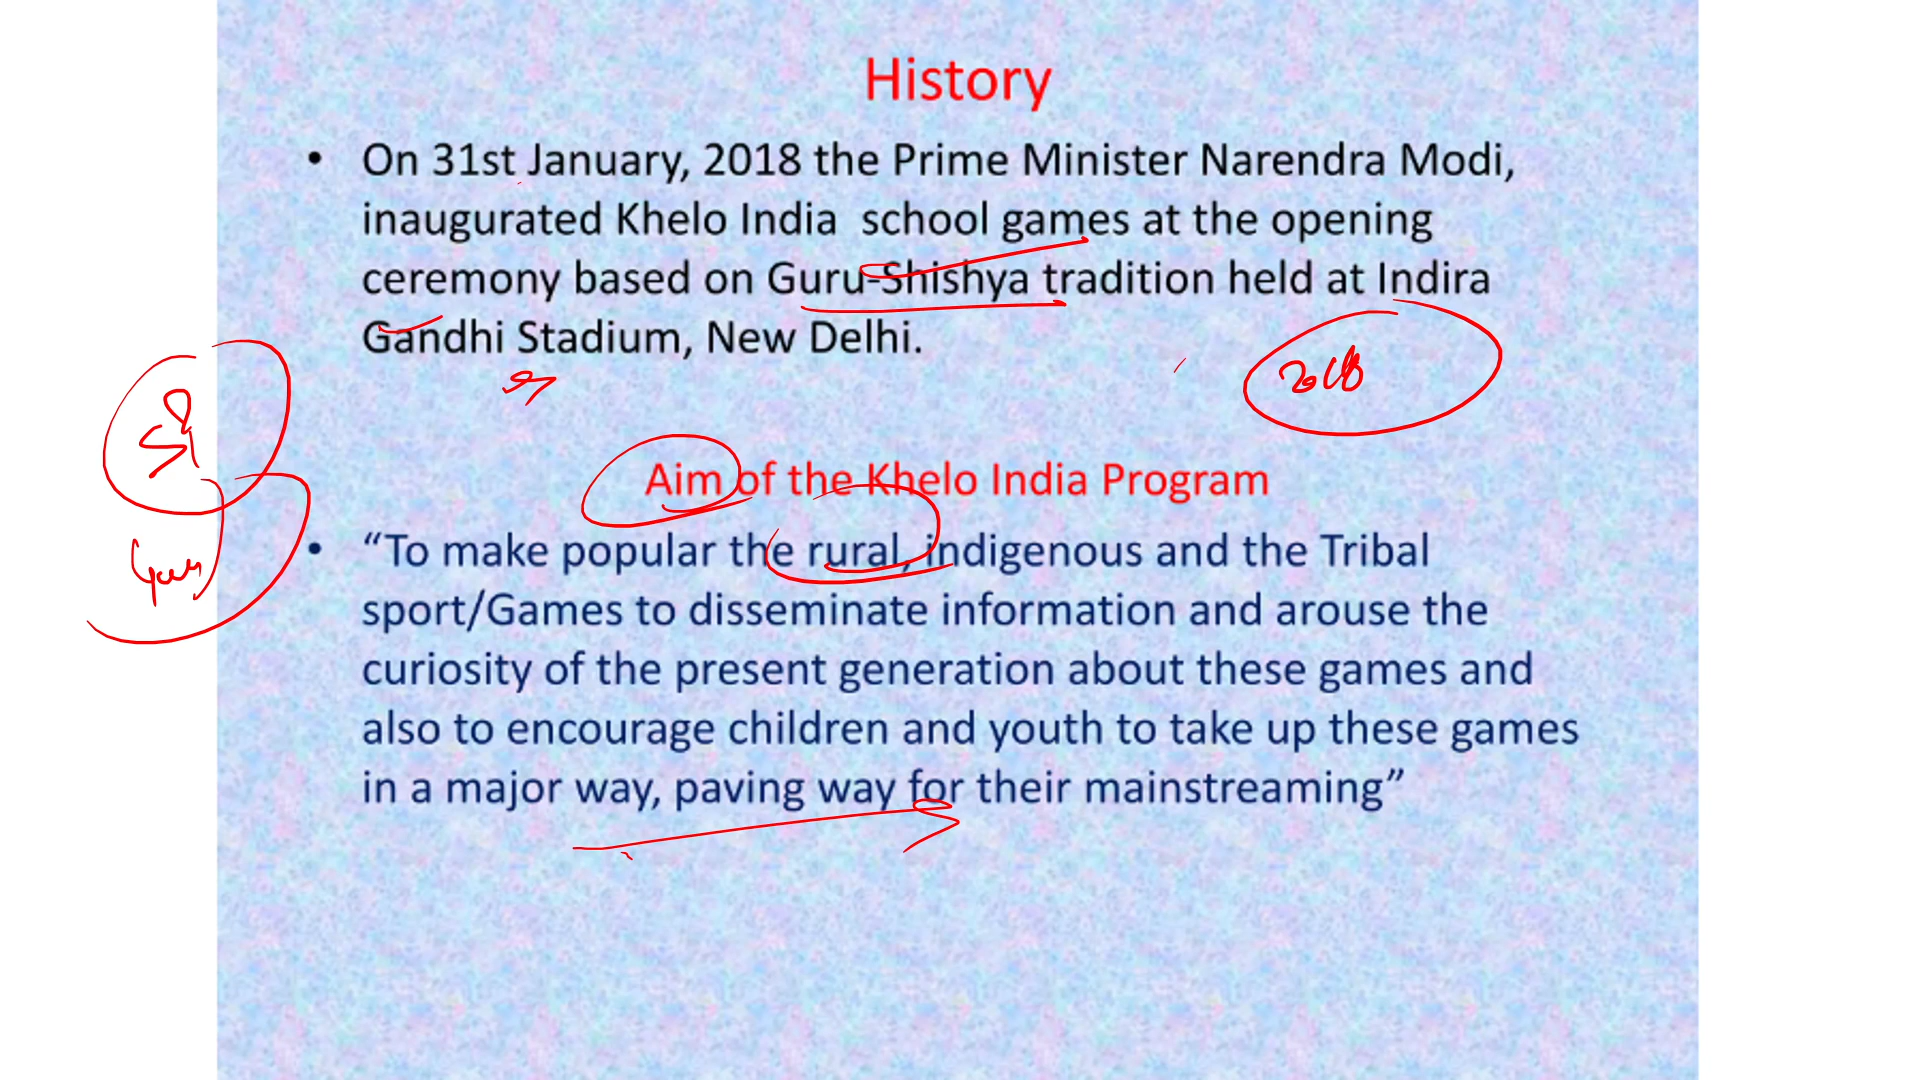 History
• On 31st January, 2018 the Prime Minister Narendra Modi,
inaugurated Khelo India school games at the opening
ceremony based on Guru-Shishya tradition held at Indira
Gandhi Stadium, New Delhi.
2018
Aim of the Khelo India Program
• “To make popular the rural, indigenous and the Tribal
sport/Games to disseminate information and arouse the
curiosity of the present generation about these games and
also to encourage children and youth to take up these games
in a major way, paving way for their mainstreaming”